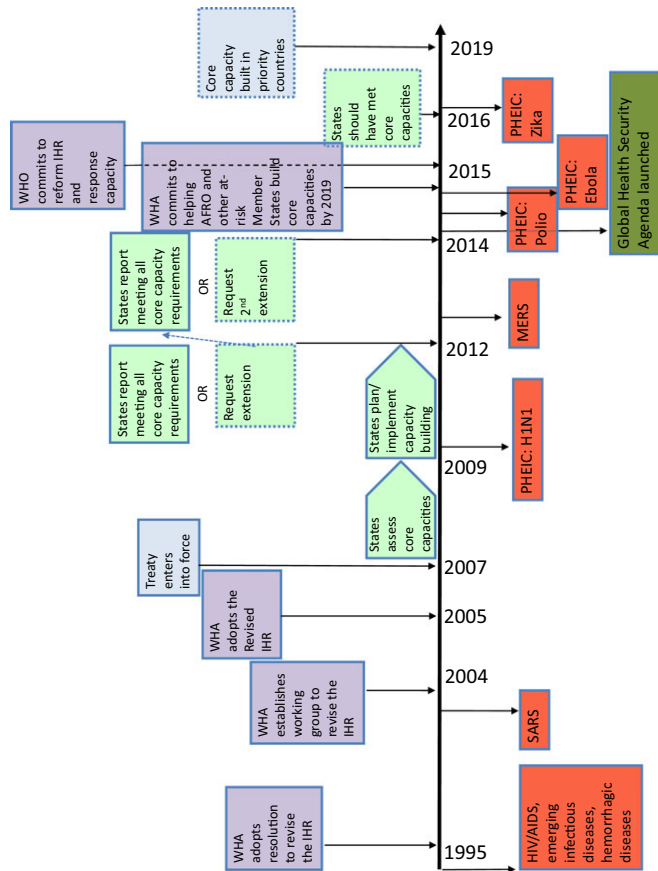 WHA
adopts
resolution
to revise
the IHR
WHA
establishes
working
group to
revise the
IHR
WHA
adopts the
Revised
IHR
Treaty
enters
into force
States
assess
core
capacities
States plan/
implement
capacity
building
States report
meeting all
core capacity
requirements
OR
Request
extension
States report
meeting all
core capacity
requirements
OR
Request
2nd
extension
WHO
commits to
reform IHR
and
response
capacity
WHA
commits to
helping
AFRO and
other at-
risk
Member
States build
core
capacities
by 2019
States
should
have met
core
capacities
Core
capacity
built in
priority
countries
1995
2004
2005
2007
2009
2012
2014
2015
2016
2019
HIV/AIDS,
emerging
infectious
diseases,
hemorrhagic
diseases
SARS
PHEIC: H1N1
MERS
PHEIC:
Polio
PHEIC:
Ebola
PHEIC:
Zika
Global Health Security
Agenda launched